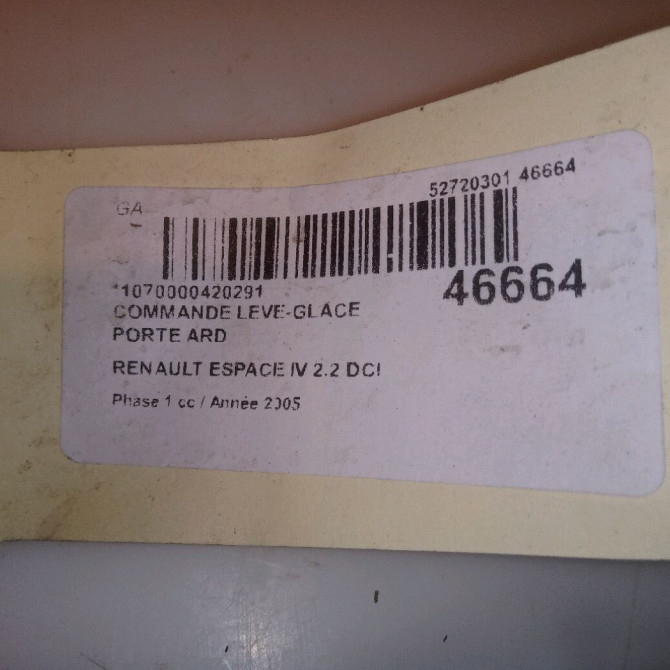 52720301 46664
GA
46664
*1070000420291
COMMANDE LEVE-GLACE
PORTE ARD
RENAULT ESPACE IV 2.2 DCI
Phase 1 cc / Année 2005